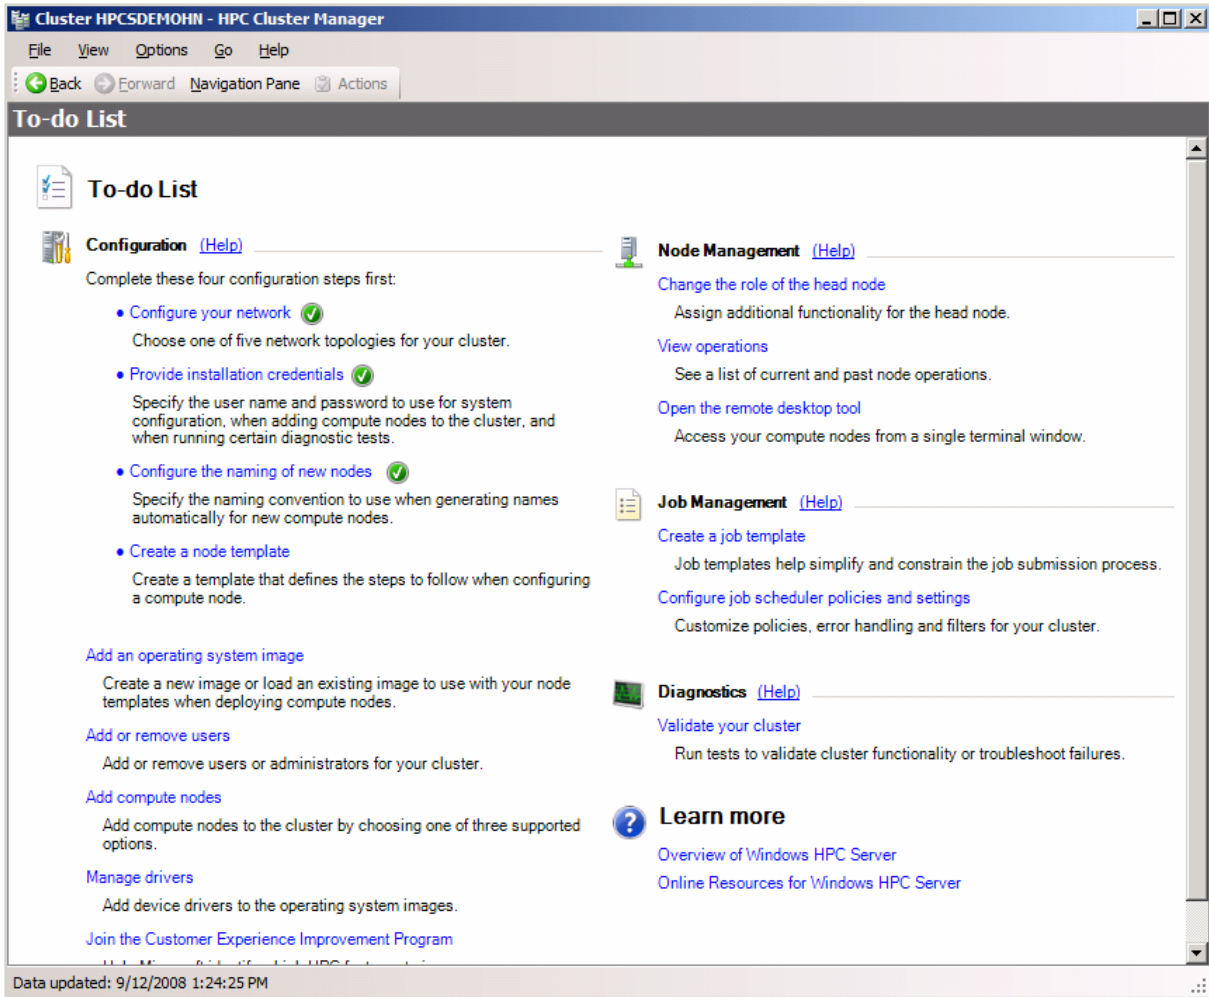 Cluster HPCSDEMOHN - HPC Cluster Manager
File View Options Go Help
Back Forward Navigation Pane Actions
To-do List
To-do List
Configuration (Help)
Complete these four configuration steps first:
• Configure your network
Choose one of five network topologies for your cluster.
• Provide installation credentials
Specify the user name and password to use for system
configuration, when adding compute nodes to the cluster, and
when running certain diagnostic tests.
• Configure the naming of new nodes
Specify the naming convention to use when generating names
automatically for new compute nodes.
• Create a node template
Create a template that defines the steps to follow when configuring
a compute node.
Add an operating system image
Create a new image or load an existing image to use with your node
templates when deploying compute nodes.
Add or remove users
Add or remove users or administrators for your cluster.
Add compute nodes
Add compute nodes to the cluster by choosing one of three supported
options.
Manage drivers
Add device drivers to the operating system images.
Join the Customer Experience Improvement Program
Node Management (Help)
Change the role of the head node
Assign additional functionality for the head node.
View operations
See a list of current and past node operations.
Open the remote desktop tool
Access your compute nodes from a single terminal window.
Job Management (Help)
Create a job template
Job templates help simplify and constrain the job submission process.
Configure job scheduler policies and settings
Customize policies, error handling and filters for your cluster.
Diagnostics (Help)
Validate your cluster
Run tests to validate cluster functionality or troubleshoot failures.
Learn more
Overview of Windows HPC Server
Online Resources for Windows HPC Server
Data updated: 9/12/2008 1:24:25 PM